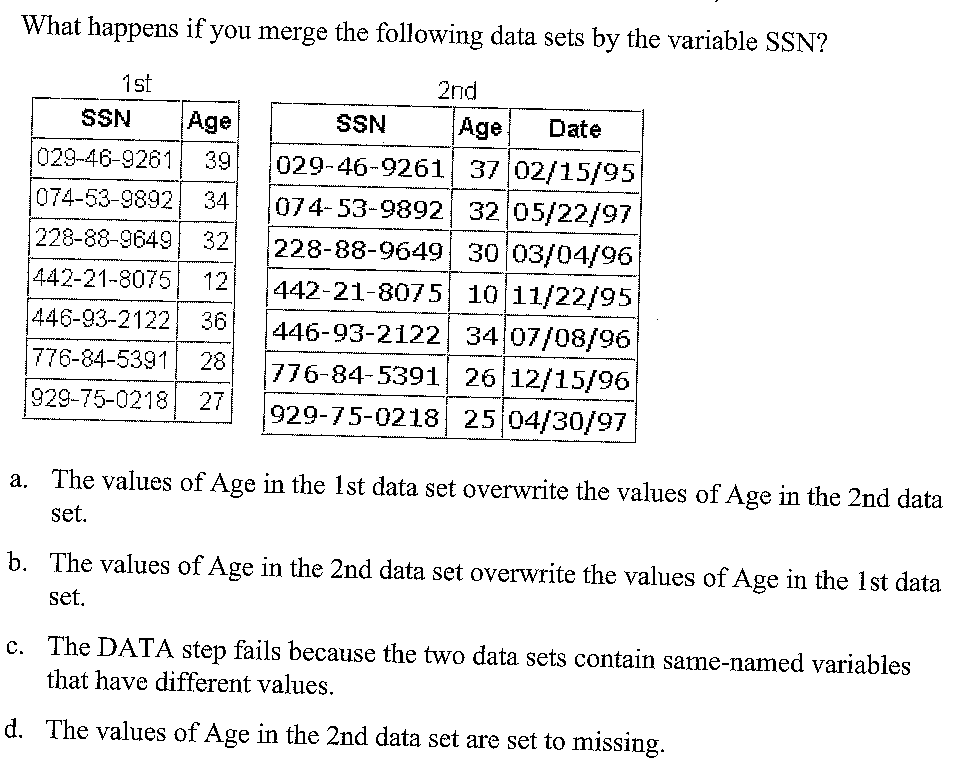 What happens if you merge the following data sets by the variable SSN?
1st
SSN Age
029-46-9261 39
074-53-9892 34
228-88-9649 32
442-21-8075 12
446-93-2122 36
776-84-5391 28
929-75-0218 27
2nd
SSN Age Date
029-46-9261 37 02/15/95
074-53-9892 32 05/22/97
228-88-9649 30 03/04/96
442-21-8075 10 11/22/95
446-93-2122 34 07/08/96
776-84-5391 26 12/15/96
929-75-0218 25 04/30/97
a. The values of Age in the 1st data set overwrite the values of Age in the 2nd data
set.
b. The values of Age in the 2nd data set overwrite the values of Age in the 1st data
set.
c. The DATA step fails because the two data sets contain same-named variables
that have different values.
d. The values of Age in the 2nd data set are set to missing.